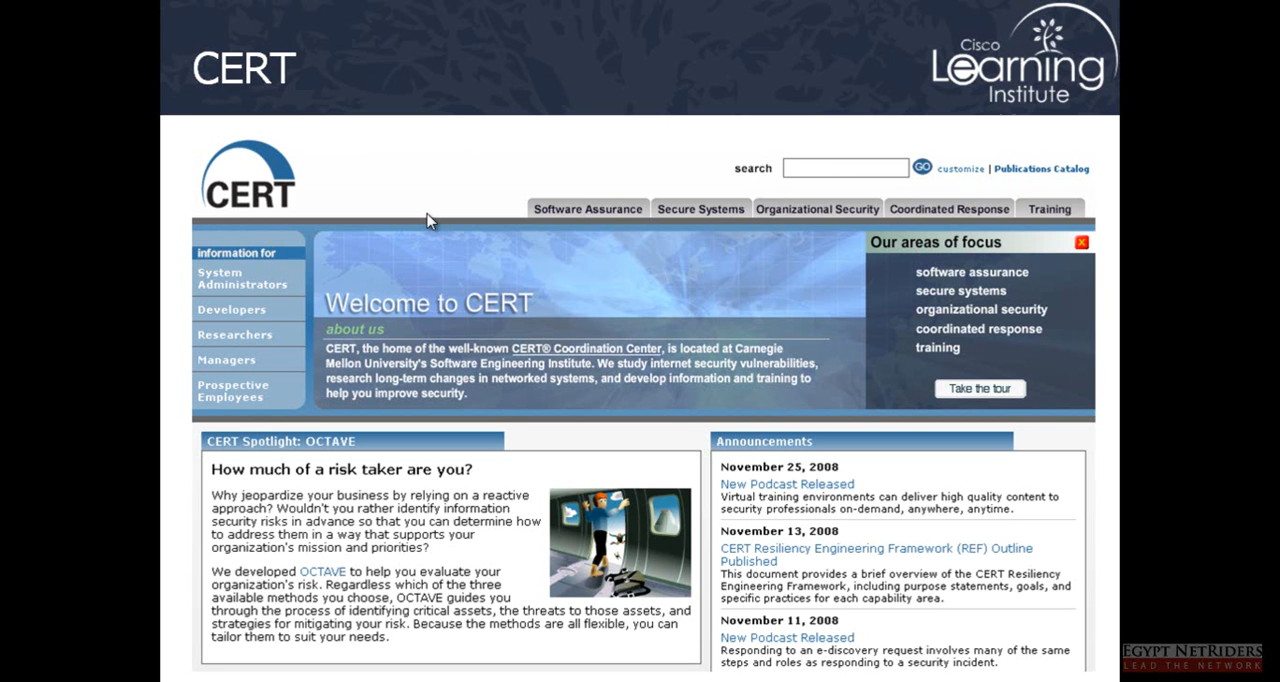 CERT
Cisco
Learning
Institute
CERT
search
GO
customize | Publications Catalog
Software Assurance
Secure Systems
Organizational Security
Coordinated Response
Training
information for
System
Administrators
Developers
Researchers
Managers
Prospective
Employees
Welcome to CERT
about us
CERT, the home of the well-known CERT® Coordination Center, is located at Carnegie
Mellon University's Software Engineering Institute. We study internet security vulnerabilities,
research long-term changes in networked systems, and develop information and training to
help you improve security.
Our areas of focus
X
software assurance
secure systems
organizational security
coordinated response
training
Take the tour
CERT Spotlight: OCTAVE
How much of a risk taker are you?
Why jeopardize your business by relying on a reactive
approach? Wouldn't you rather identify information
security risks in advance so that you can determine how
to address them in a way that supports your
organization's mission and priorities?
We developed OCTAVE to help you evaluate your
organization's risk. Regardless which of the three
available methods you choose, OCTAVE guides you
through the process of identifying critical assets, the threats to those assets, and
strategies for mitigating your risk. Because the methods are all flexible, you can
tailor them to suit your needs.
Announcements
November 25, 2008
New Podcast Released
Virtual training environments can deliver high quality content to
security professionals on-demand, anywhere, anytime.
November 13, 2008
CERT Resiliency Engineering Framework (REF) Outline
Published
This document provides a brief overview of the CERT Resiliency
Engineering Framework, including purpose statements, goals, and
specific practices for each capability area.
November 11, 2008
New Podcast Released
Responding to an e-discovery request involves many of the same
steps and roles as responding to a security incident.
EGYPT NETRIDERS
LEAD THE NETWORK